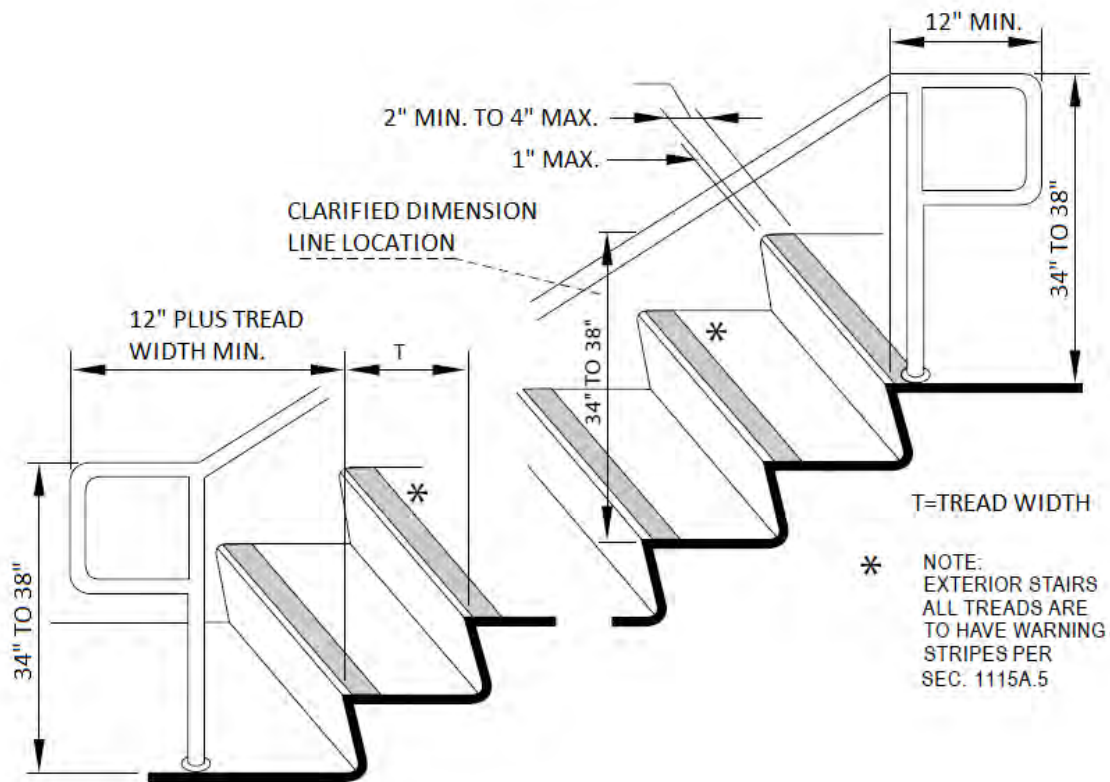 12" MIN.
2" MIN. TO 4" MAX.
1" MAX.
CLARIFIED DIMENSION
LINE LOCATION
34" TO 38"
34" TO 38"
12" PLUS TREAD
WIDTH MIN.
T
*
*
34" TO 38"
T=TREAD WIDTH
* NOTE:
EXTERIOR STAIRS
ALL TREADS ARE
TO HAVE WARNING
STRIPES PER
SEC. 1115A.5